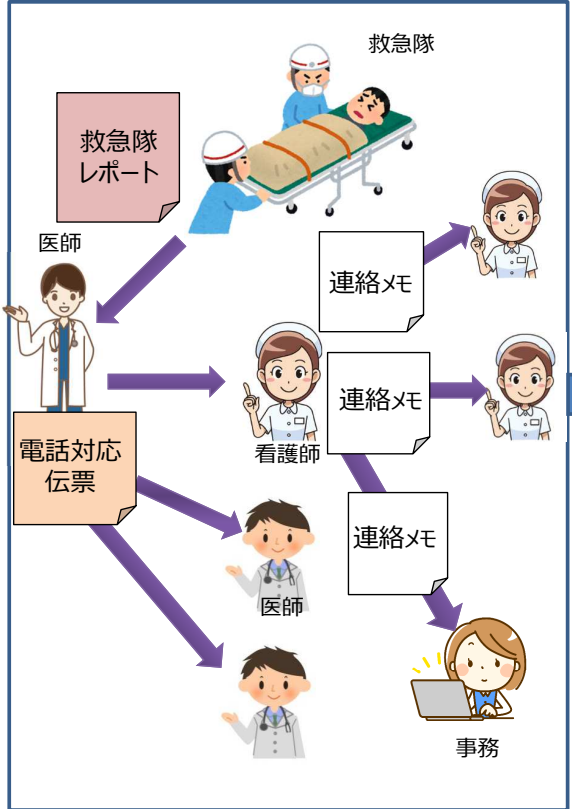 救急隊
救急隊
レポート
医師
連絡メモ
連絡メモ
看護師
電話対応
伝票
連絡メモ
医師
事務